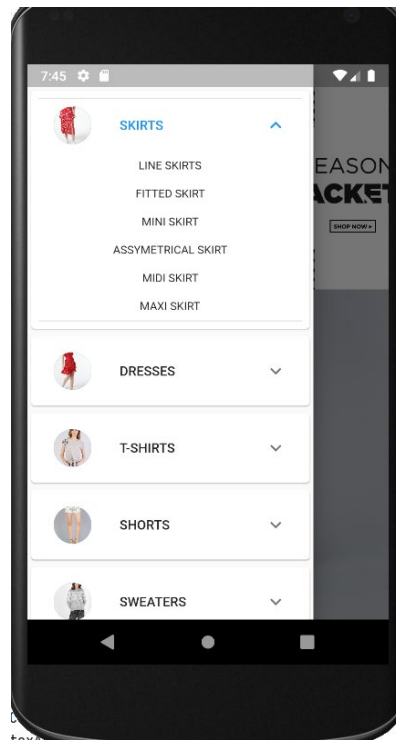 7:45
SKIRTS
LINE SKIRTS
FITTED SKIRT
MINI SKIRT
ASSYMETRICAL SKIRT
MIDI SKIRT
MAXI SKIRT
EASON
ACKET
SHOP NOW >
DRESSES
T-SHIRTS
SHORTS
SWEATERS